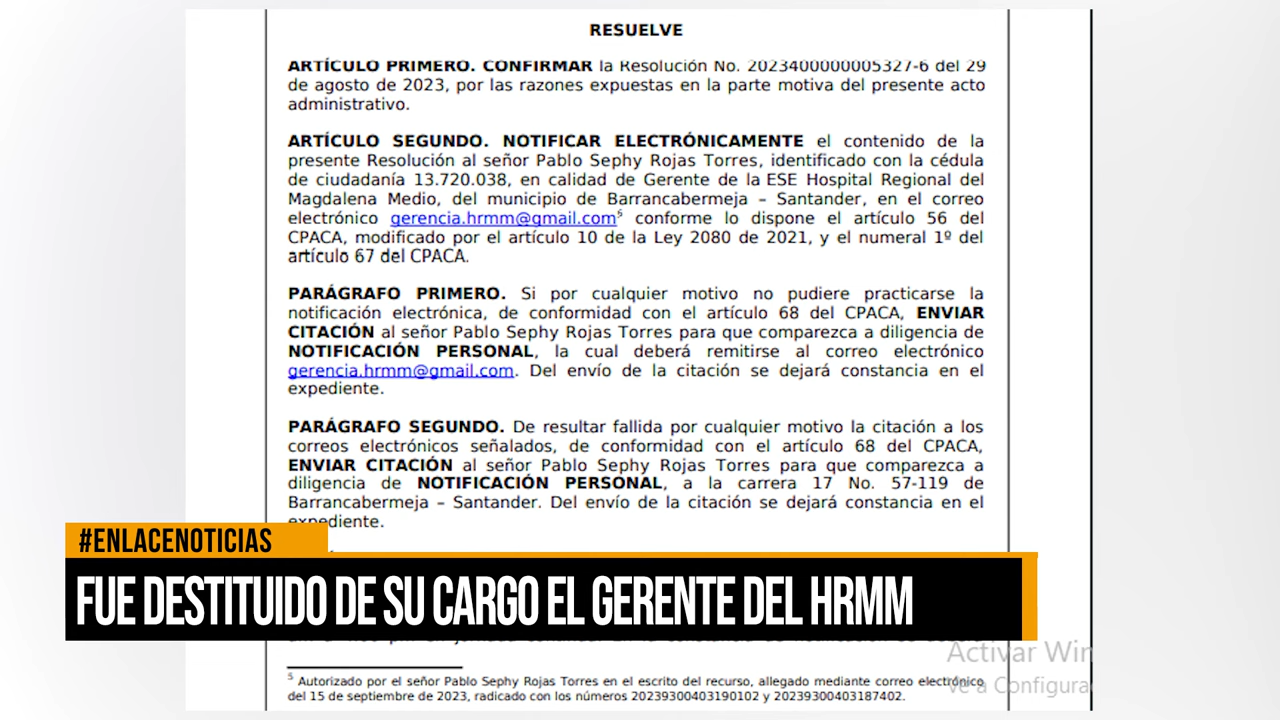 RESUELVE
ARTÍCULO PRIMERO. CONFIRMAR la Resolución No. 2023400000005327-6 del 29
de agosto de 2023, por las razones expuestas en la parte motiva del presente acto
administrativo.
ARTÍCULO SEGUNDO. NOTIFICAR ELECTRÓNICAMENTE el contenido de la
presente Resolución al señor Pablo Sephy Rojas Torres, identificado con la cédula
de ciudadanía 13.720.038, en calidad de Gerente de la ESE Hospital Regional del
Magdalena Medio, del municipio de Barrancabermeja – Santander, en el correo
electrónico gerencia.hrmm@gmail.com⁵ conforme lo dispone el artículo 56 del
CPACA, modificado por el artículo 10 de la Ley 2080 de 2021, y el numeral 1º del
artículo 67 del CPACA.
PARÁGRAFO PRIMERO. Si por cualquier motivo no pudiere practicarse la
notificación electrónica, de conformidad con el artículo 68 del CPACA, ENVIAR
CITACIÓN al señor Pablo Sephy Rojas Torres para que comparezca a diligencia de
NOTIFICACIÓN PERSONAL, la cual deberá remitirse al correo electrónico
gerencia.hrmm@gmail.com. Del envío de la citación se dejará constancia en el
expediente.
PARÁGRAFO SEGUNDO. De resultar fallida por cualquier motivo la citación a los
correos electrónicos señalados, de conformidad con el artículo 68 del CPACA,
ENVIAR CITACIÓN al señor Pablo Sephy Rojas Torres para que comparezca a
diligencia de NOTIFICACIÓN PERSONAL, a la carrera 17 No. 57-119 de
Barrancabermeja – Santander. Del envío de la citación se dejará constancia en el
expediente.
#ENLACENOTICIAS
FUE DESTITUIDO DE SU CARGO EL GERENTE DEL HRMM
Activar Win
Ve a Configura
⁵ Autorizado por el señor Pablo Sephy Rojas Torres en el escrito del recurso, allegado mediante correo electrónico
del 15 de septiembre de 2023, radicado con los números 20239300403190102 y 20239300403187402.